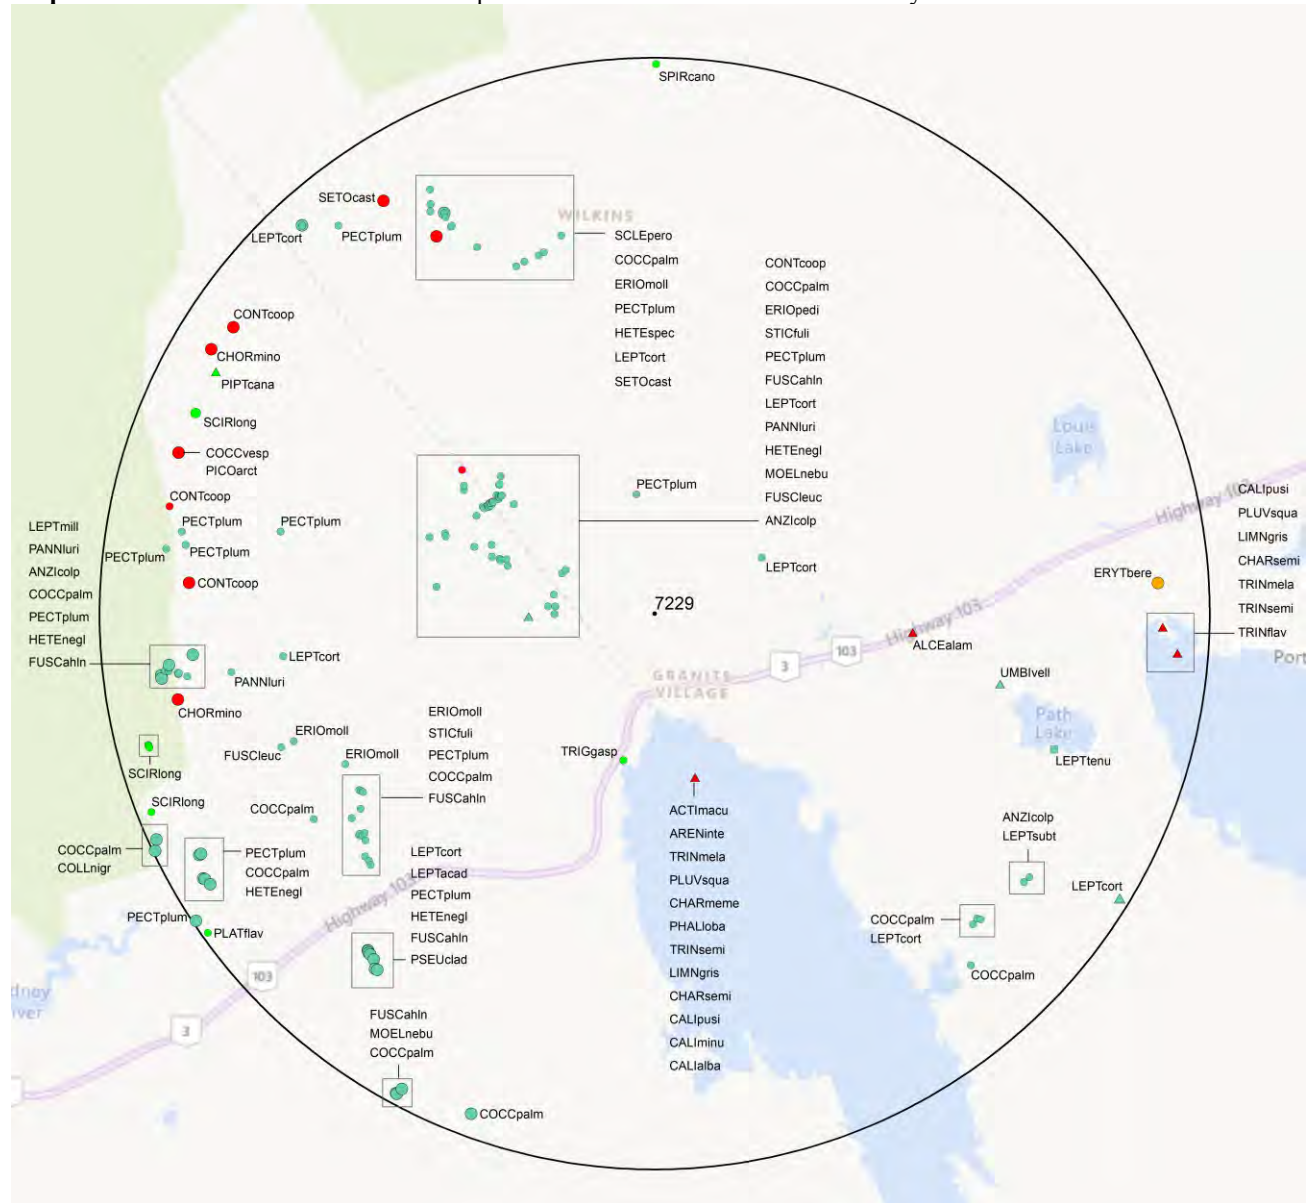 SPIRcano
SETOcast
WILKINS
LEPTcort
PECTplum
SCLEpero
COCCpalm
ERIOmoll
PECTplum
HETEspec
LEPTcort
SETOcast
CONTcoop
COCCpalm
ERIOpedi
STICfuli
PECTplum
FUSCahln
LEPTcort
PANNluri
HETEnegl
MOELnebu
FUSCleuc
ANZIcolp
CONTcoop
CHORmino
PIPTcana
SCIRlong
COCCvesp
PICOarct
CONTcoop
PECTplum
PECTplum
PECTplum
PECTplum
CONTcoop
PECTplum
LEPTcort
Louis
Lake
Highway 103
CALIpusi
PLUVsqua
LIMNgris
CHARsemi
TRINmela
TRINsemi
TRINflav
ERYTbere
Port
LEPTmill
PANNluri
ANZIcolp
COCCpalm
PECTplum
HETEnegl
FUSCahln
7229
Highway 103
103
3
ALCEalam
GRANITE
VILLAGE
UMBIvell
Path
Lake
LEPTtenu
LEPTcort
PANNluri
CHORmino
ERIOmoll
FUSCleuc
ERIOmoll
ERIOmoll
STICfuli
PECTplum
COCCpalm
FUSCahln
TRIGgasp
SCIRlong
SCIRlong
COCCpalm
COCCpalm
COLLnigr
PECTplum
COCCpalm
HETEnegl
LEPTcort
LEPTacad
PECTplum
HETEnegl
FUSCahln
PSEUclad
ACTImacu
ARENinte
TRINmela
PLUVsqua
CHARmeme
PHALloba
TRINsemi
LIMNgris
CHARsemi
CALIpusi
CALIminu
CALIalba
ANZIcolp
LEPTsubt
LEPTcort
COCCpalm
LEPTcort
COCCpalm
PECTplum
PLATflav
Highway 103
103
3
FUSCahln
MOELnebu
COCCpalm
COCCpalm